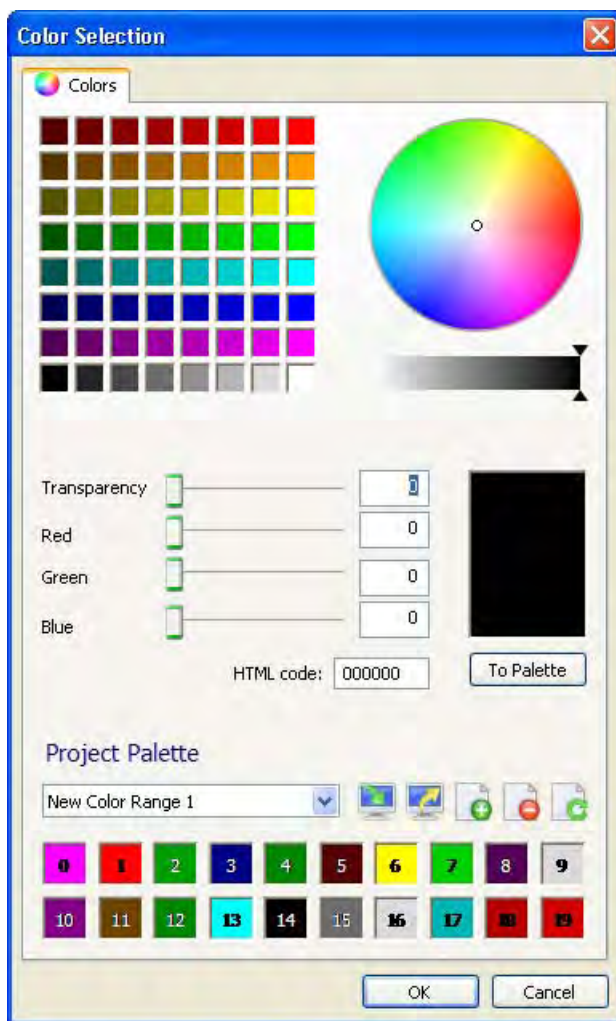 Color Selection
Colors
Transparency 0
Red 0
Green 0
Blue 0
HTML code: 000000 To Palette
Project Palette
New Color Range 1
0 1 2 3 4 5 6 7 8 9
10 11 12 13 14 15 16 17 18 19
OK Cancel